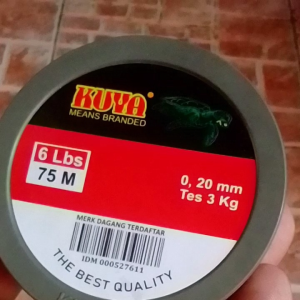 KUYA®
MEANS BRANDED
6 Lbs
75 M
0, 20 mm
Tes 3 Kg
MERK DAGANG TERDAFTAR
IDM 000527611
THE BEST QUALITY